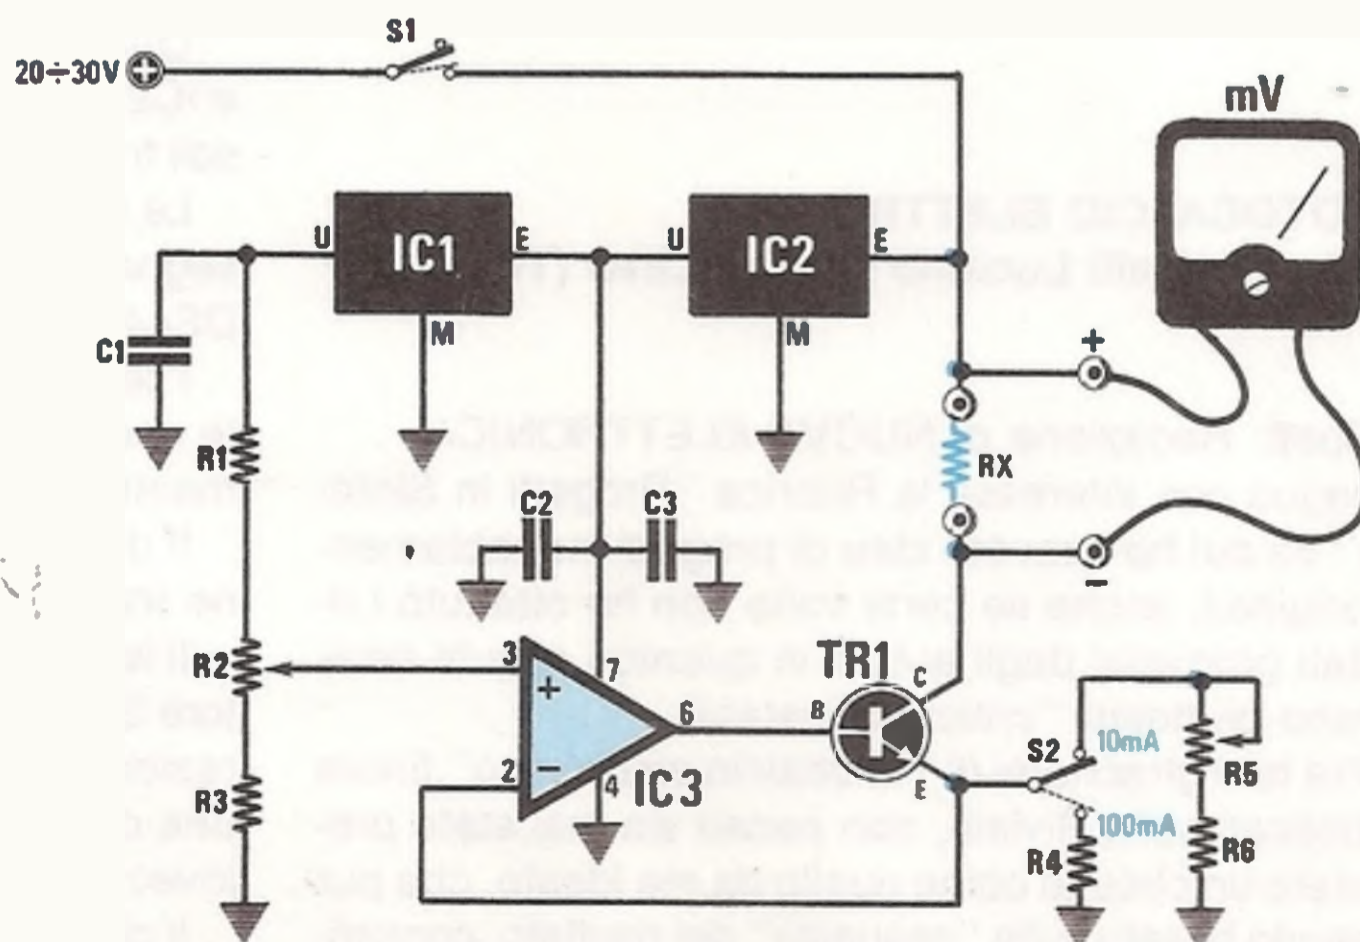 S1
20÷30V
mV
U IC1 E
U IC2 E
M
M
C1
+
R1
RX
C2 C3
-
R2
3
+
7
TR1
C
6
B
S2
10mA
R5
2
-
4
IC3
E
R3
100mA
R4
R6